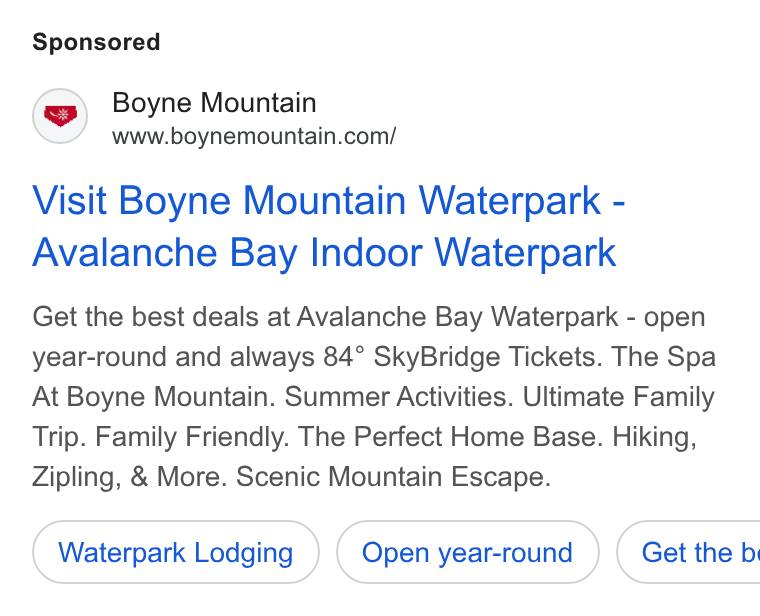 Sponsored
Boyne Mountain
www.boynemountain.com/
Visit Boyne Mountain Waterpark -
Avalanche Bay Indoor Waterpark
Get the best deals at Avalanche Bay Waterpark - open
year-round and always 84° SkyBridge Tickets. The Spa
At Boyne Mountain. Summer Activities. Ultimate Family
Trip. Family Friendly. The Perfect Home Base. Hiking,
Zipling, & More. Scenic Mountain Escape.
Waterpark Lodging
Open year-round
Get the